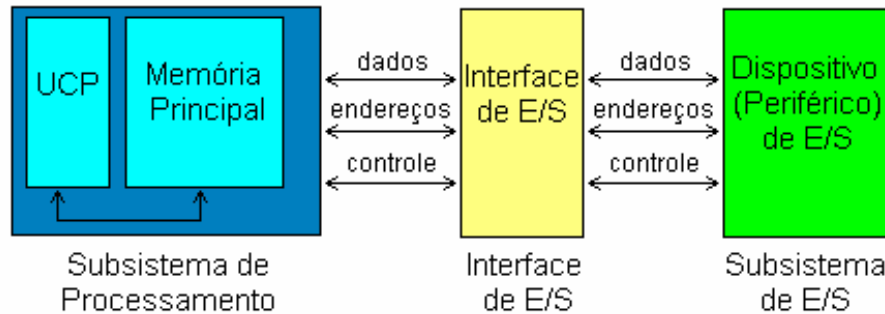 UCP
Memória
Principal
dados
endereços
controle
Interface
de E/S
dados
endereços
controle
Dispositivo
(Periférico)
de E/S
Subsistema de
Processamento
Interface
de E/S
Subsistema
de E/S